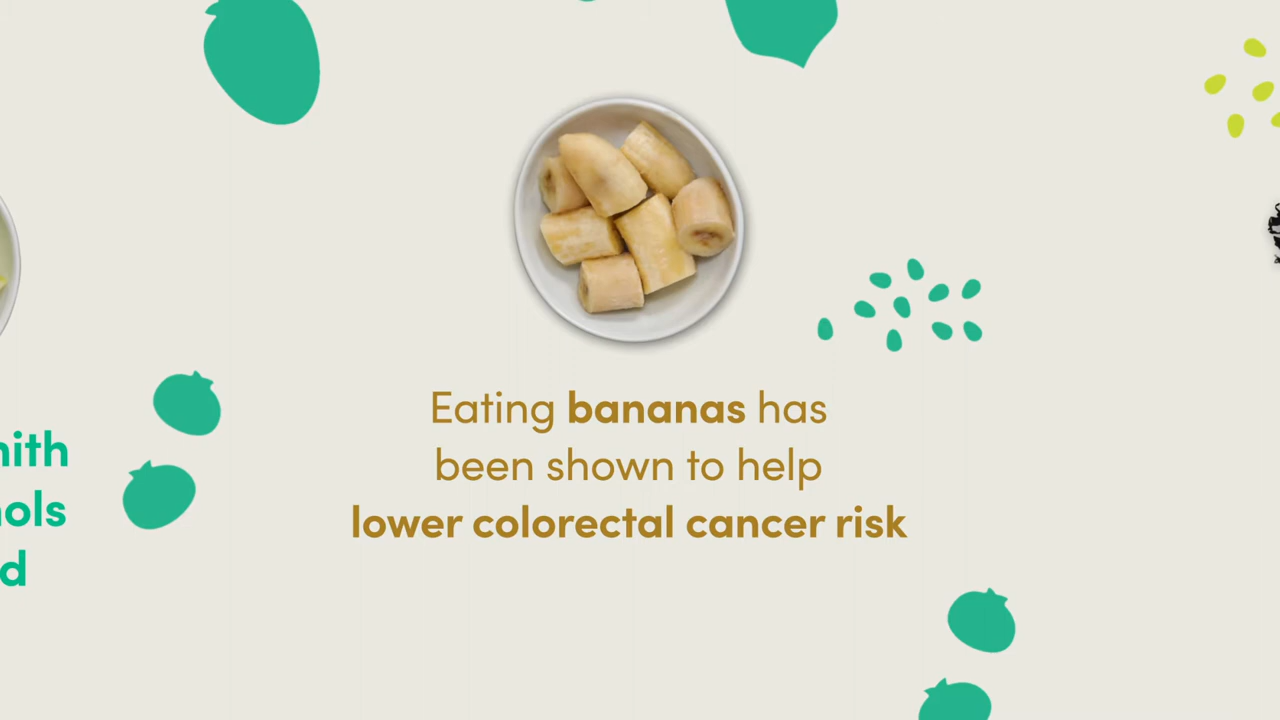 Eating bananas has
been shown to help
lower colorectal cancer risk